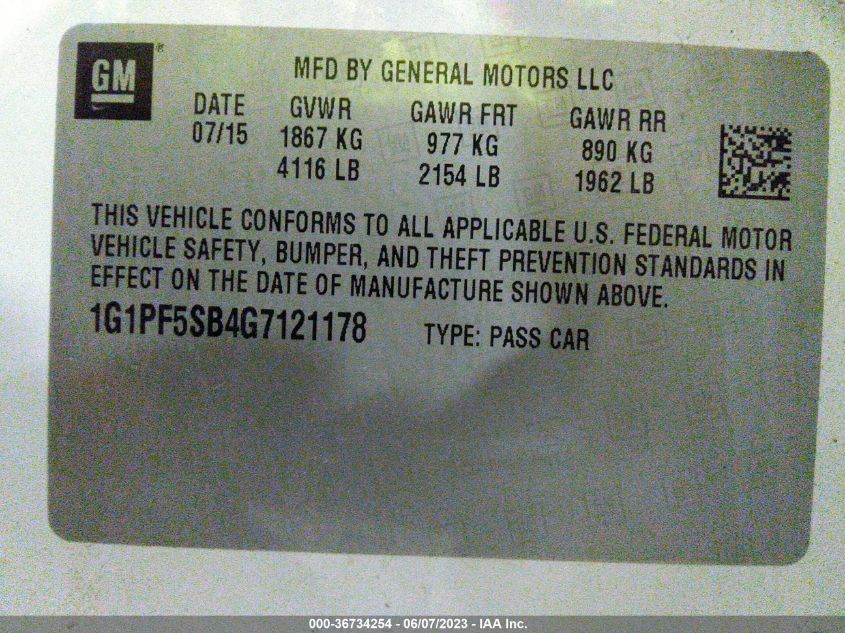 GM ®
MFD BY GENERAL MOTORS LLC
DATE GVWR GAWR FRT GAWR RR
07/15 1867 KG 977 KG 890 KG
4116 LB 2154 LB 1962 LB
THIS VEHICLE CONFORMS TO ALL APPLICABLE U.S. FEDERAL MOTOR
VEHICLE SAFETY, BUMPER, AND THEFT PREVENTION STANDARDS IN
EFFECT ON THE DATE OF MANUFACTURE SHOWN ABOVE.
1G1PF5SB4G7121178 TYPE: PASS CAR
000-36734254 - 06/07/2023 - IAA Inc.